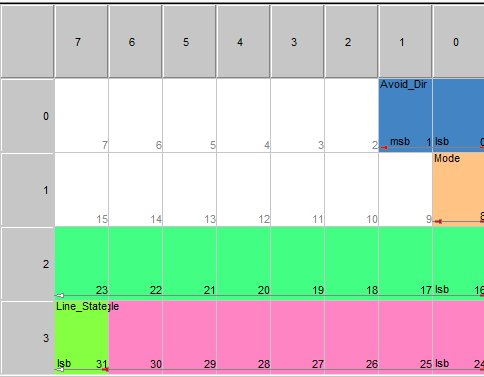 7 6 5 4 3 2 1 0
Avoid_Dir
0
7 6 5 4 3 2 msb 1 lsb 0
Mode
1
15 14 13 12 11 10 9 8
2
23 22 21 20 19 18 17 lsb 16
Line_State
3
lsb 31 30 29 28 27 26 25 lsb 24